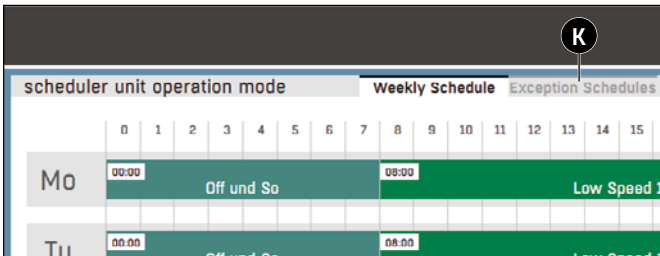 K
scheduler unit operation mode Weekly Schedule Exception Schedules
0 1 2 3 4 5 6 7 8 9 10 11 12 13 14 15
Mo 00:00 Off und So 08:00 Low Speed
Tu 00:00 08:00